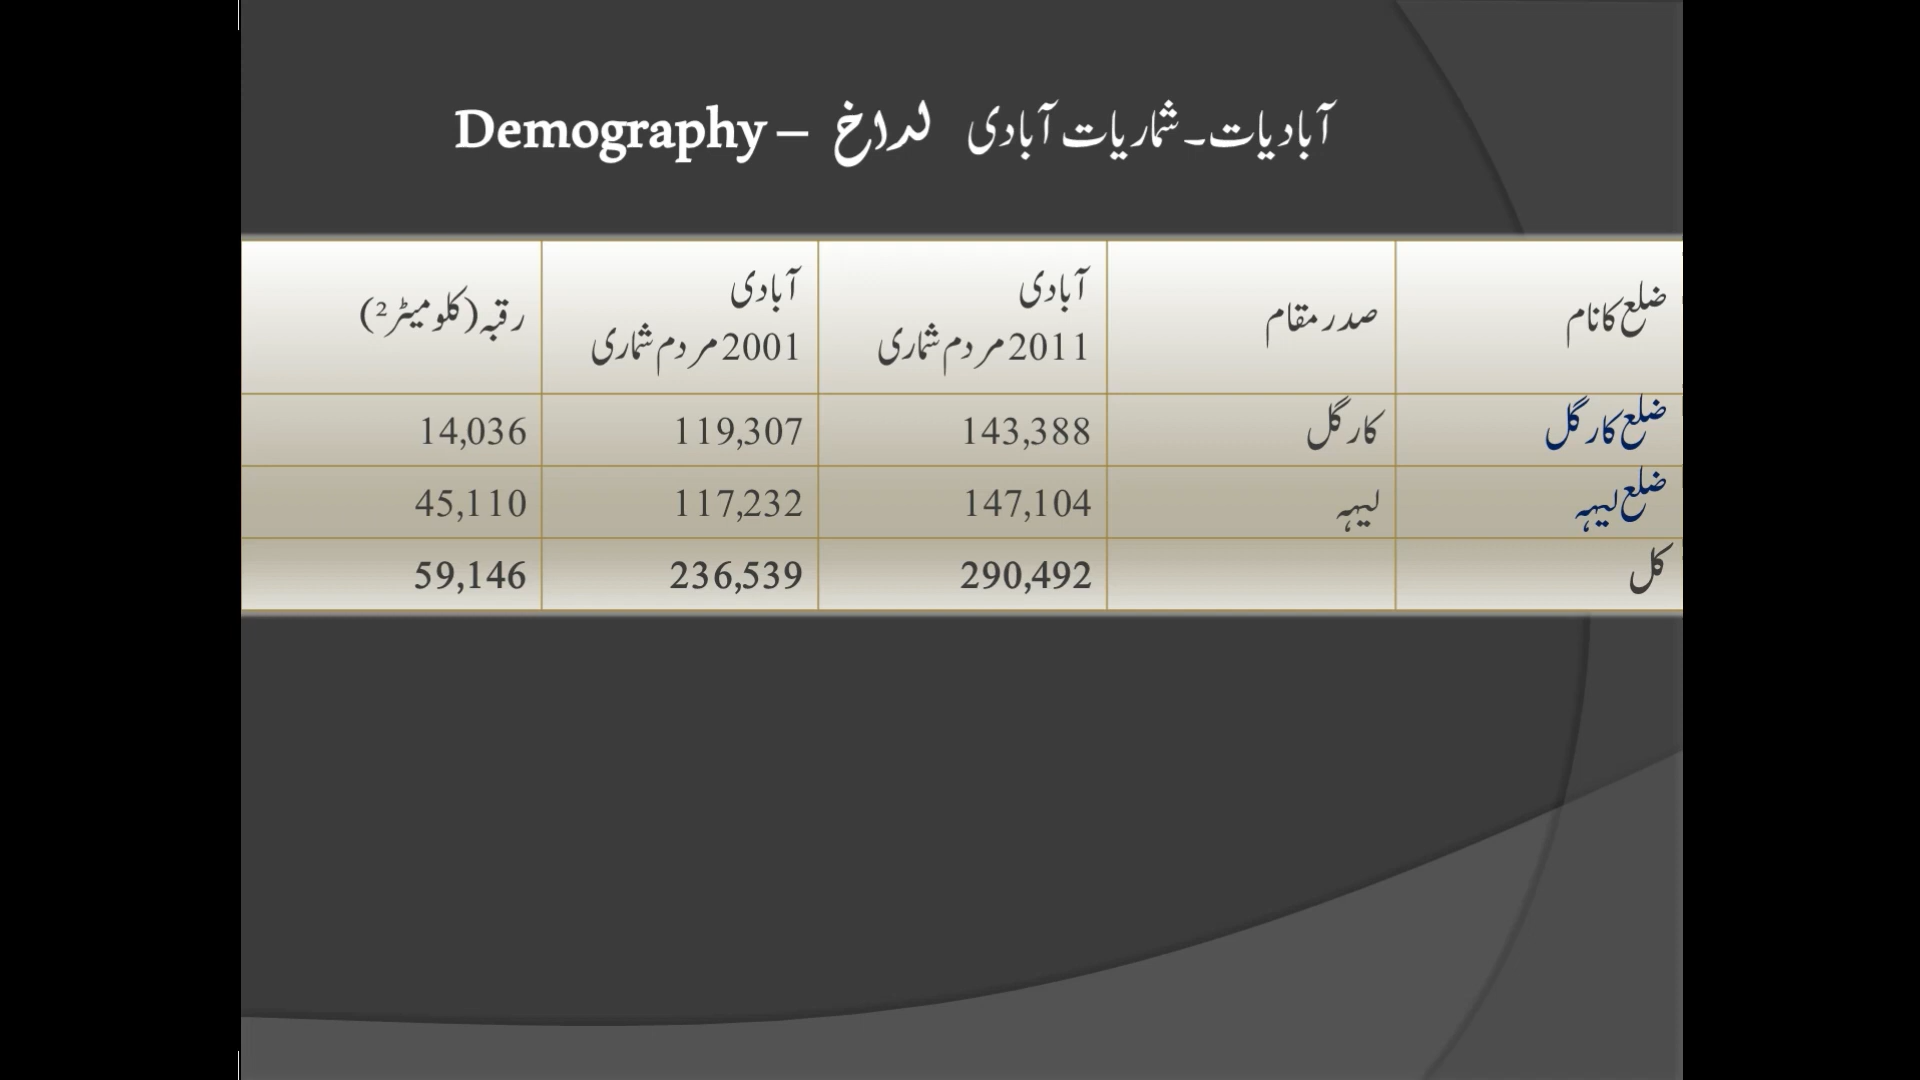 آبادیات۔شماریات آبادی لداخ – Demography
ضلع کا نام
صدر مقام
آبادی
2011 مردم شماری
آبادی
2001 مردم شماری
رقبہ (کلومیٹر²)
ضلع کارگل
کارگل
143,388
119,307
14,036
ضلع لیہہ
لیہہ
147,104
117,232
45,110
کل
290,492
236,539
59,146